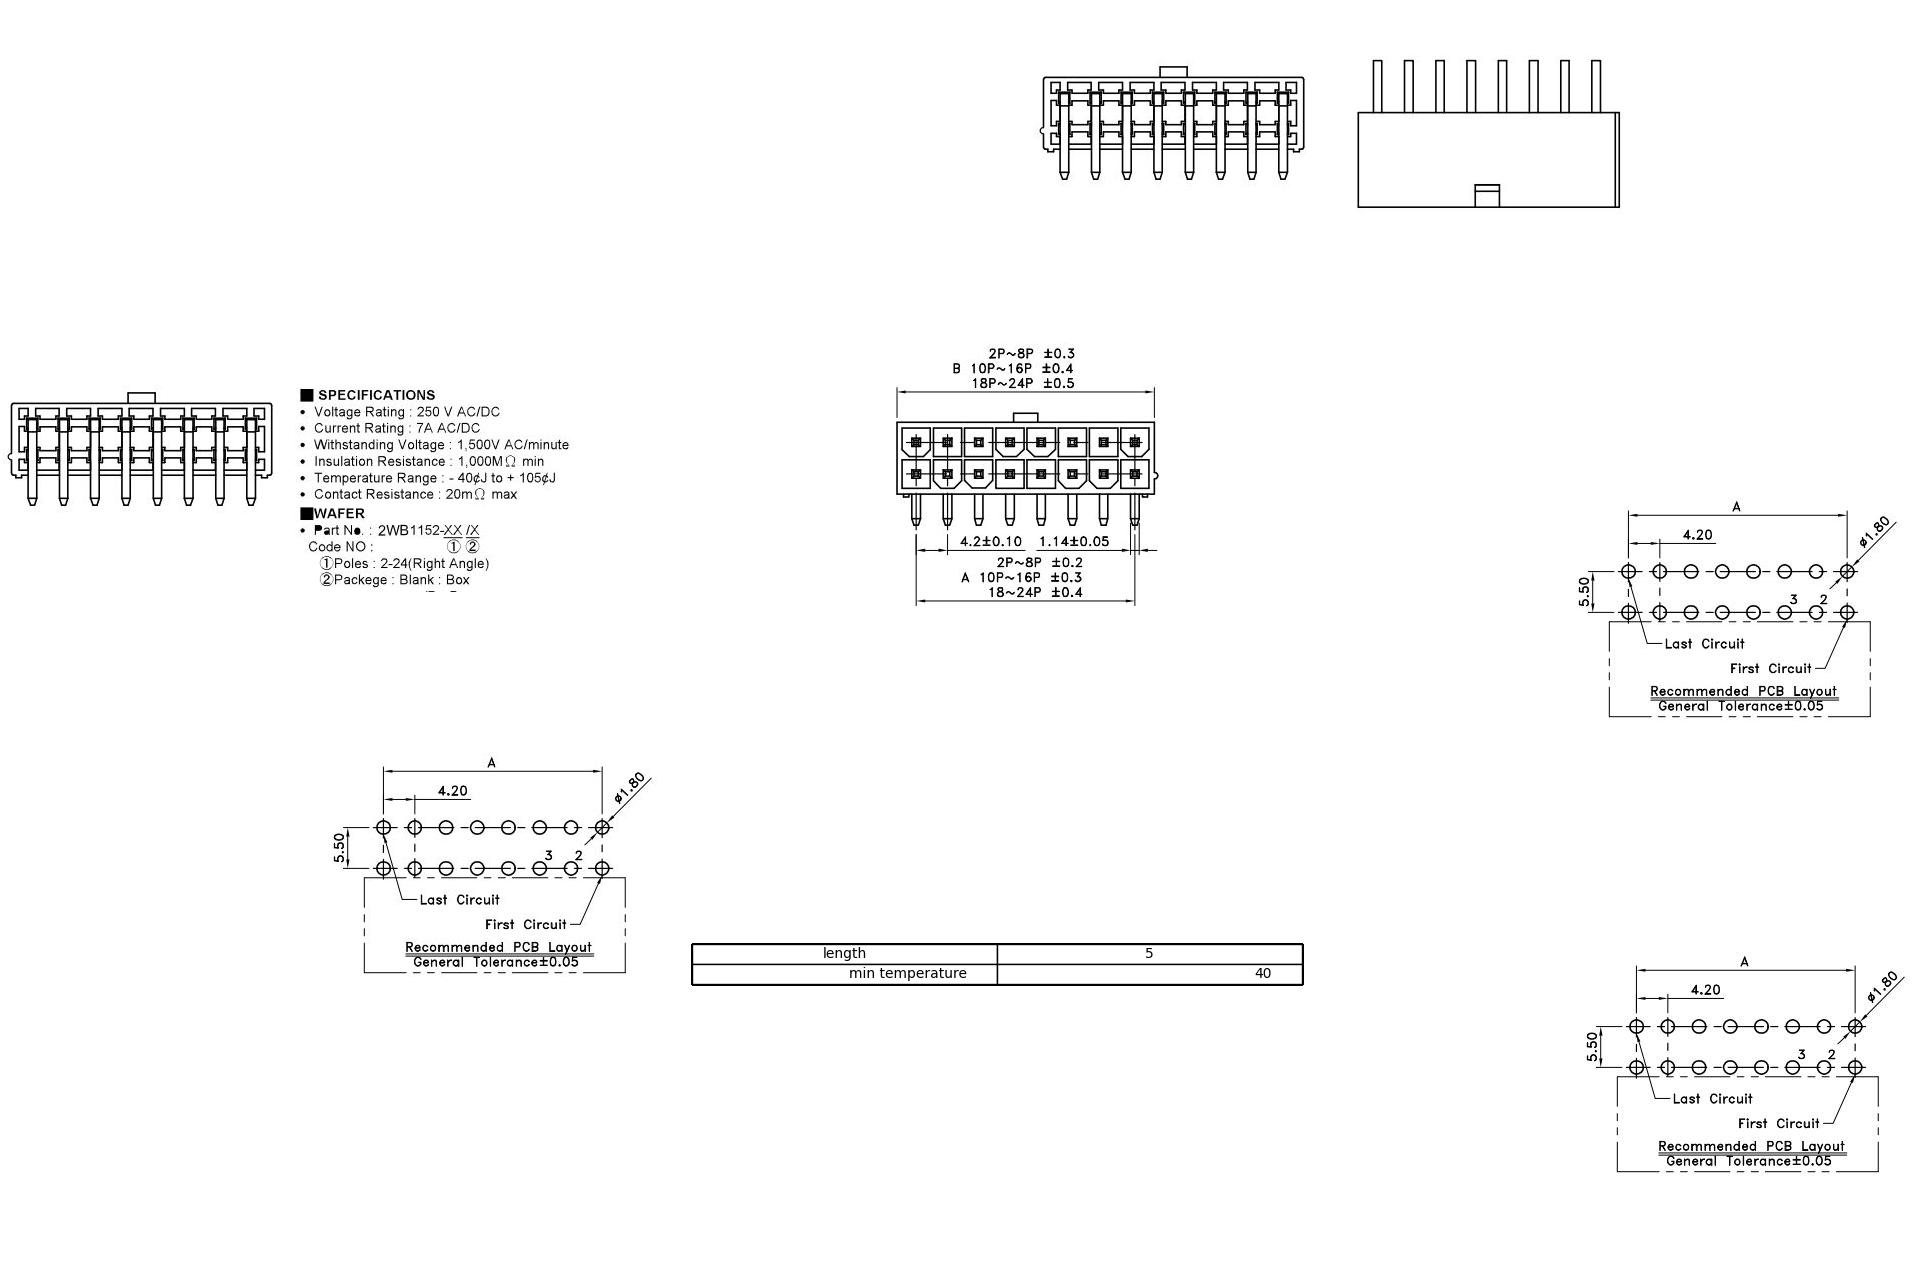 2P~8P ±0.3
B 10P~16P ±0.4
18P~24P ±0.5
■ SPECIFICATIONS
• Voltage Rating : 250 V AC/DC
• Current Rating : 7A AC/DC
• Withstanding Voltage : 1,500V AC/minute
• Insulation Resistance : 1,000MΩ min
• Temperature Range : - 40¢J to + 105¢J
• Contact Resistance : 20mΩ max
■WAFER
• Part No. : 2WB1152-XX /X
Code NO : ① ②
①Poles : 2-24(Right Angle)
②Packege : Blank : Box
4.2±0.10 1.14±0.05
2P~8P ±0.2
A 10P~16P ±0.3
18~24P ±0.4
A
4.20
ø1.80
5.50
3 2
Last Circuit
First Circuit
Recommended PCB Layout
General Tolerance±0.05
A
4.20
ø1.80
5.50
3 2
Last Circuit
First Circuit
Recommended PCB Layout
General Tolerance±0.05
length 5
min temperature 40
A
4.20
ø1.80
5.50
3 2
Last Circuit
First Circuit
Recommended PCB Layout
General Tolerance±0.05